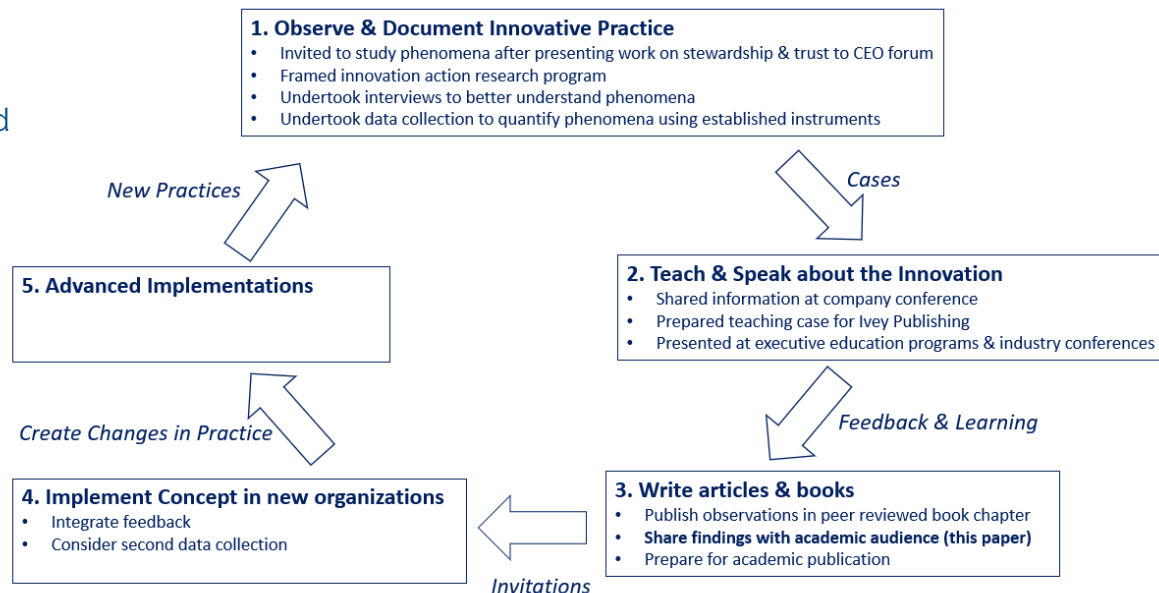 1. Observe & Document Innovative Practice
• Invited to study phenomena after presenting work on stewardship & trust to CEO forum
• Framed innovation action research program
• Undertook interviews to better understand phenomena
• Undertook data collection to quantify phenomena using established instruments
New Practices
Cases
2. Teach & Speak about the Innovation
• Shared information at company conference
• Prepared teaching case for Ivey Publishing
• Presented at executive education programs & industry conferences
Feedback & Learning
3. Write articles & books
• Publish observations in peer reviewed book chapter
• Share findings with academic audience (this paper)
• Prepare for academic publication
Invitations
4. Implement Concept in new organizations
• Integrate feedback
• Consider second data collection
Create Changes in Practice
5. Advanced Implementations